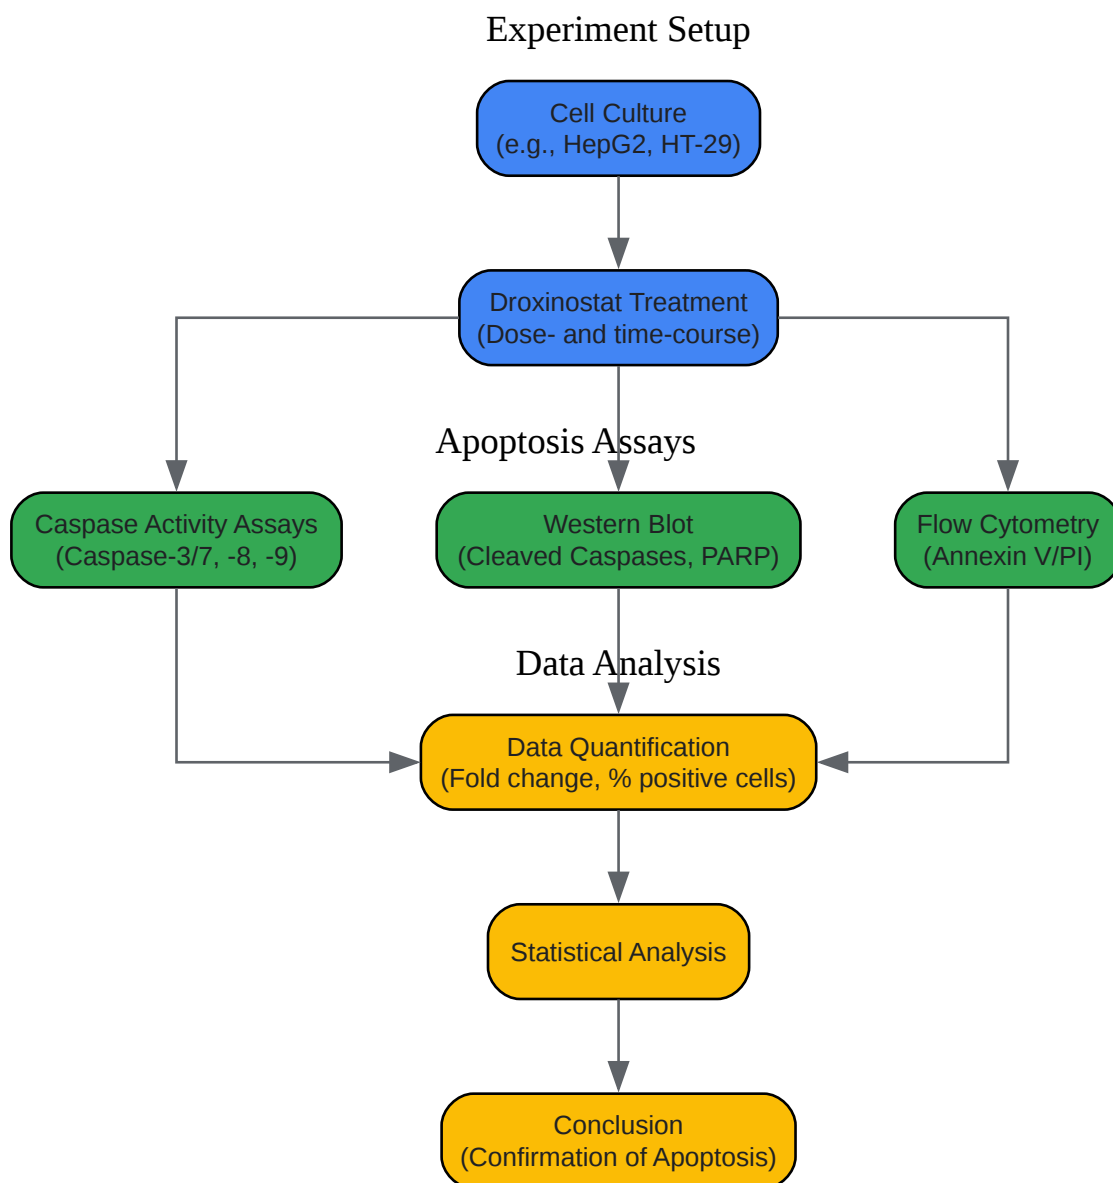 Experiment Setup
Cell Culture
(e.g., HepG2, HT-29)
Droxinostat Treatment
(Dose- and time-course)
Apoptosis Assays
Caspase Activity Assays
(Caspase-3/7, -8, -9)
Western Blot
(Cleaved Caspases, PARP)
Flow Cytometry
(Annexin V/PI)
Data Analysis
Data Quantification
(Fold change, % positive cells)
Statistical Analysis
Conclusion
(Confirmation of Apoptosis)